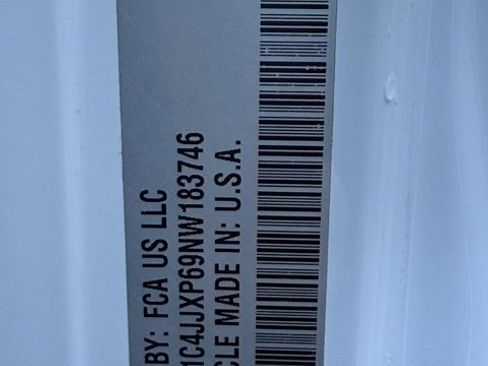 BY: FCA US LLC
1C4JJXP69NW183746
CLE MADE IN: U.S.A.